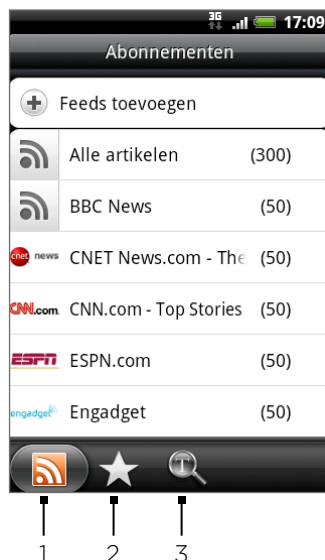 3G 17:09
Abonnementen
Feeds toevoegen
Alle artikelen (300)
BBC News (50)
cnet news CNET News.com - The (50)
CNN.com CNN.com - Top Stories (50)
ESPN ESPN.com (50)
engadget Engadget (50)
T
1 2 3